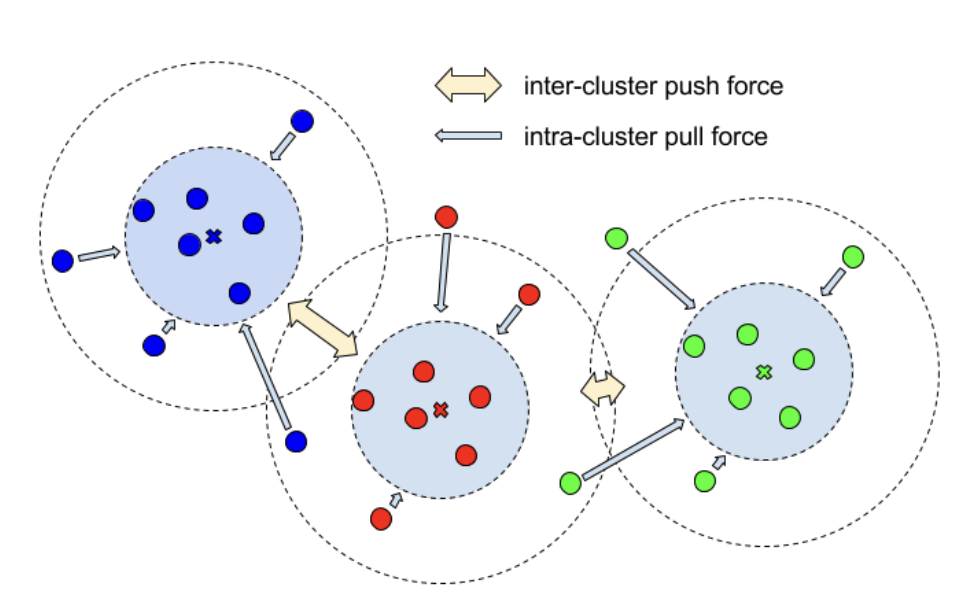 inter-cluster push force
intra-cluster pull force